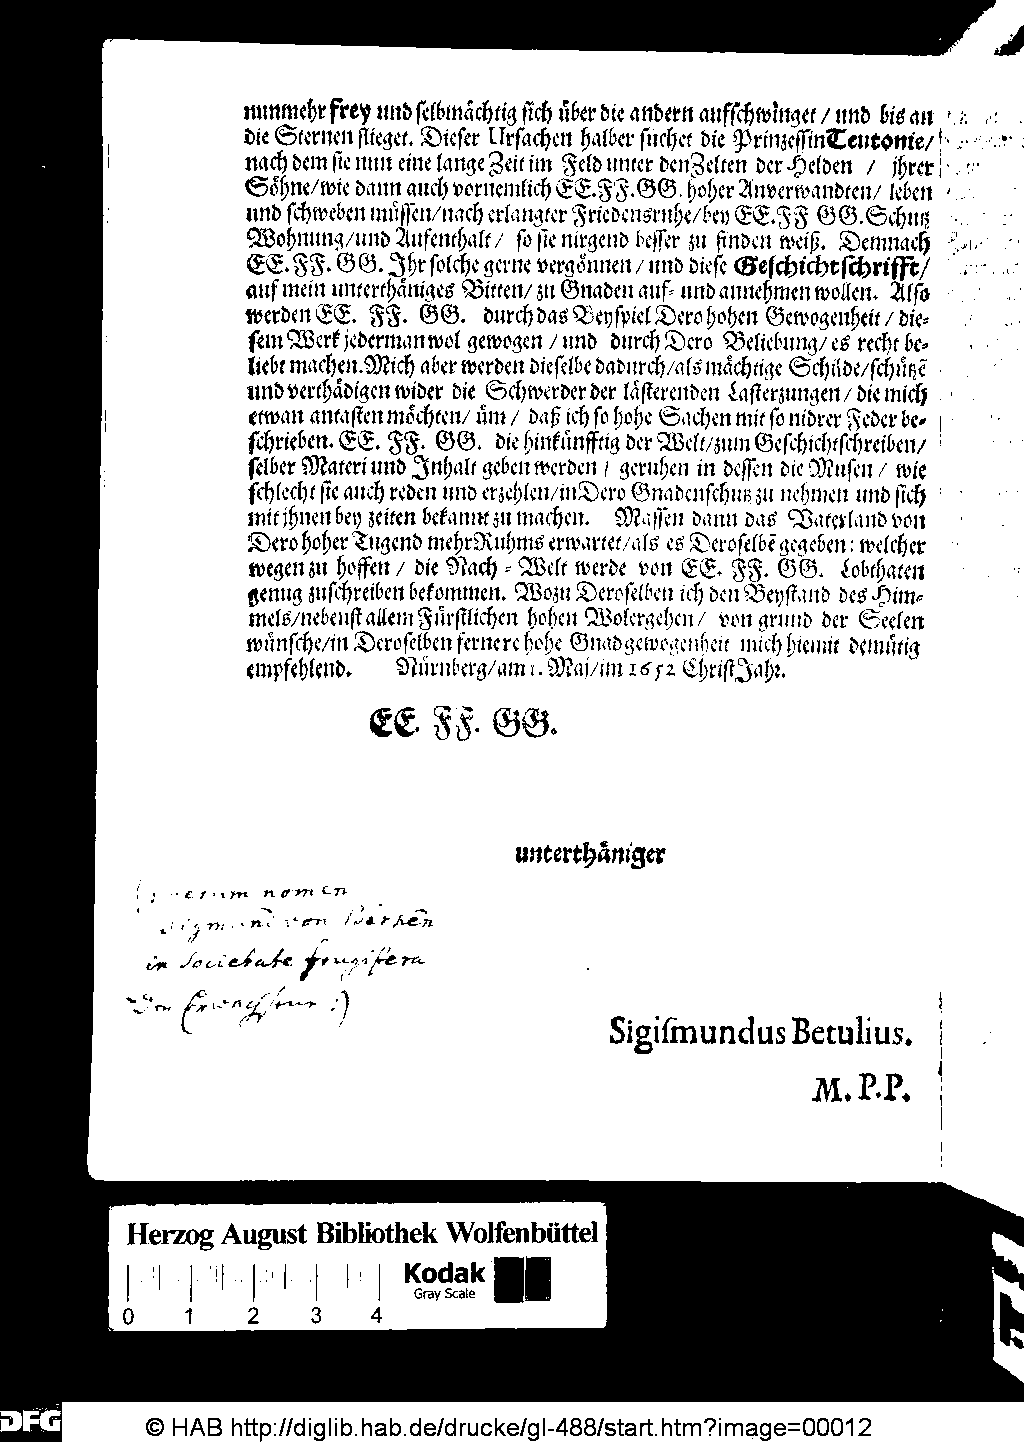 nunmehr frey und selbmächtig sich über die andern aufschwinget / und bis an
die Sternen flieget. Dieser Ursachen halber suchet die Prinzessin Teutonie/
nach dem sie nun eine lange Zeit im Feld unter den Zelten der Helden / jhrer
Söhne/wie dann auch vornemlich EE.FF.GG. hoher Anverwandten/ leben
und schweben müssen/nach erlangter Friedensruhe/bey EE.FF GG.Schutz
Wohnung/und Aufenthalt/ so sie nirgend besser zu finden weiß. Demnach
EE. FF. GG. Ihr solche gerne vergönnen / und diese Geschichtschrifft/
auf mein unterthäniges Bitten/ zu Gnaden auf- und annehmen wollen. Also
werden EE. FF. GG. durch das Beyspiel Dero hohen Gewogenheit / die-
sem Werk jederman wol gewogen / und durch Dero Beliebung/ es recht be-
liebt machen.Mich aber werden dieselbe dadurch/als mächtige Schilde/schützē
und verthädigen wider die Schwerder der lästerenden Lasterzungen / die mich
etwan antasten möchten/ üm / daß ich so hohe Sachen mit so nidrer Feder be-
schrieben. EE. FF. GG. die hinkünfftig der Welt/zum Geschichtschreiben/
selber Materi und Inhalt geben werden / geruhen in dessen die Musen / wie
schlecht sie auch reden und erzehlen/in Dero Gnadenschutz zu nehmen und sich
mit jhnen bey zeiten bekannt zu machen. Massen dann das Vaterland von
Dero hoher Tugend mehr Ruhms erwartet/als es Deroselbē gegeben: welcher
wegen zu hoffen / die Nach-Welt werde von EE. FF. GG. Lobthaten
genug zuschreiben bekommen. Wozu Deroselben ich den Beystand des Him-
mels/nebenst allem Fürstlichen hohen Wolergehen/ von grund der Seelen
wünsche/in Deroselben fernere hohe Gnadgewogenheit mich hiemit demütig
empfehlend. Nürnberg/am 1. Maj/im 1652 ChristJahr.
EE. FF. GG.
unterthäniger
verum nomen
Sigmund von Birken
in Societate frugifera
Der Erwachsene :)
Sigiſmundus Betulius.
M. P.P.
Herzog August Bibliothek Wolfenbüttel
Kodak
Gray Scale
0 1 2 3 4
DFG
© HAB http://diglib.hab.de/drucke/gl-488/start.htm?image=00012